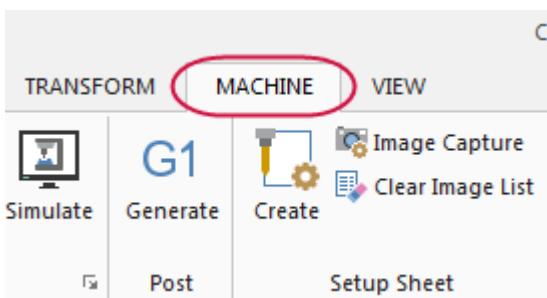 C
TRANSFORM MACHINE VIEW
G1
Image Capture
Clear Image List
Simulate Generate Create
Post Setup Sheet